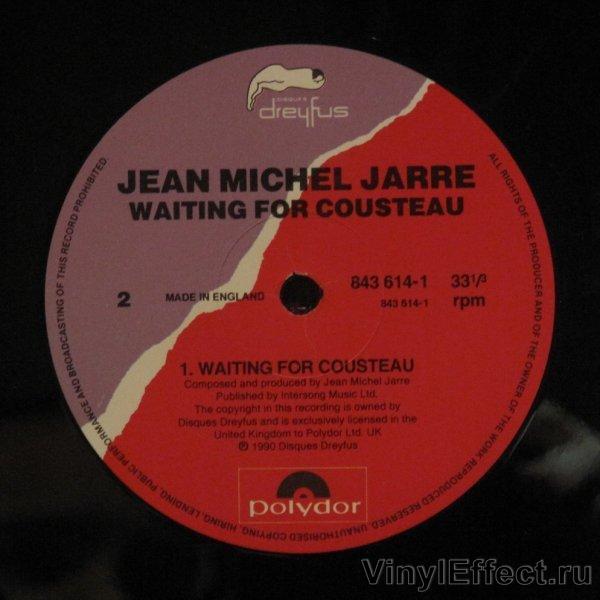 DISQUES
dreyfus
JEAN MICHEL JARRE
WAITING FOR COUSTEAU
2
MADE IN ENGLAND
843 614-1
843 614-1
33 1/3
rpm
1. WAITING FOR COUSTEAU
Composed and produced by Jean Michel Jarre
Published by Intersong Music Ltd.
The copyright in this recording is owned by
Disques Dreyfus and is exclusively licensed in the
United Kingdom to Polydor Ltd. UK
℗ 1990 Disques Dreyfus
polydor
ALL RIGHTS OF THE PRODUCER AND OF THE OWNER OF THE WORK REPRODUCED RESERVED. UNAUTHORISED COPYING, HIRING, LENDING, PUBLIC PERFORMANCE AND BROADCASTING OF THIS RECORD PROHIBITED.
VinylEffect.ru